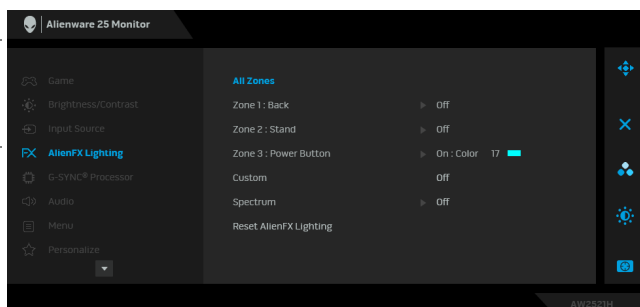 Alienware 25 Monitor
Game
Brightness/Contrast
Input Source
FX AlienFX Lighting
G-SYNC® Processor
Audio
Menu
Personalize
All Zones
Zone 1 : Back Off
Zone 2 : Stand Off
Zone 3 : Power Button On : Color 17
Custom Off
Spectrum Off
Reset AlienFX Lighting
AW2521H